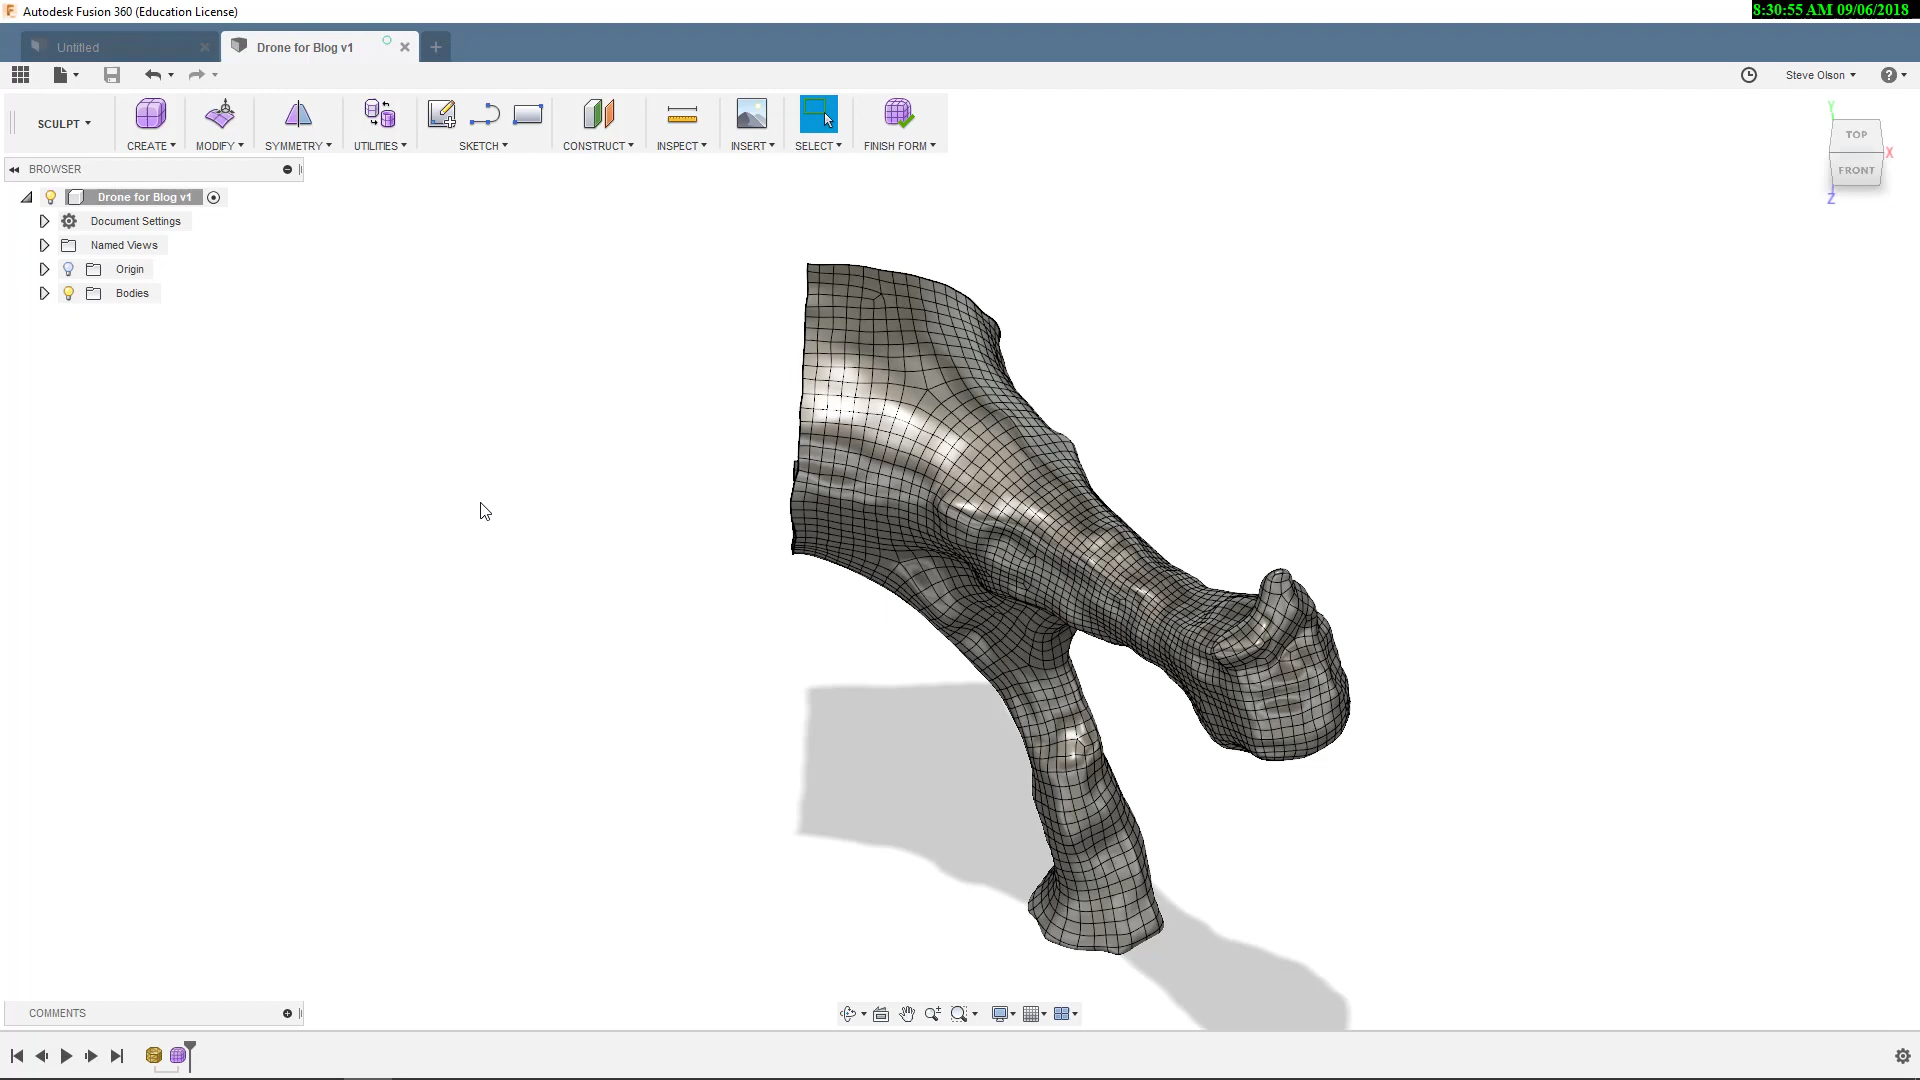 Autodesk Fusion 360 (Education License)
8:30:55 AM 09/06/2018
Untitled
Drone for Blog v1
Steve Olson
SCULPT
CREATE
MODIFY
SYMMETRY
UTILITIES
SKETCH
CONSTRUCT
INSPECT
INSERT
SELECT
FINISH FORM
Y
TOP
X
FRONT
Z
BROWSER
Drone for Blog v1
Document Settings
Named Views
Origin
Bodies
COMMENTS